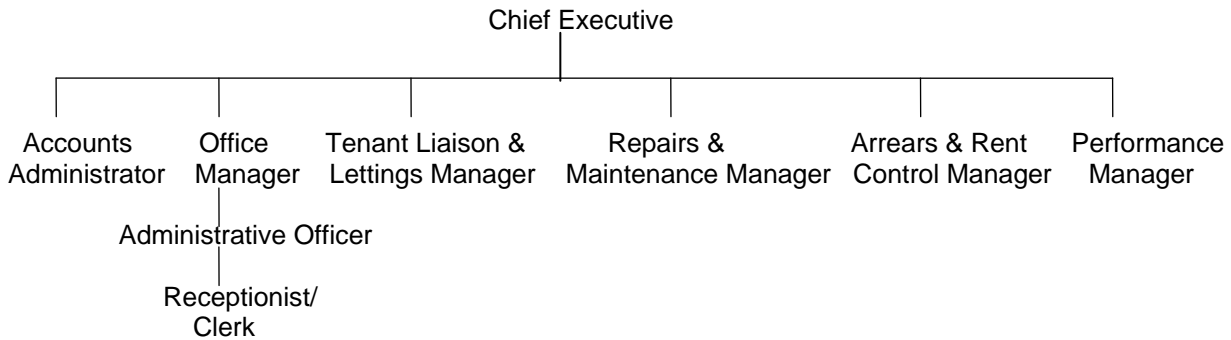 Chief Executive
Accounts Administrator
Office Manager
Tenant Liaison &
Lettings Manager
Repairs &
Maintenance Manager
Arrears & Rent
Control Manager
Performance
Manager
Administrative Officer
Receptionist/
Clerk